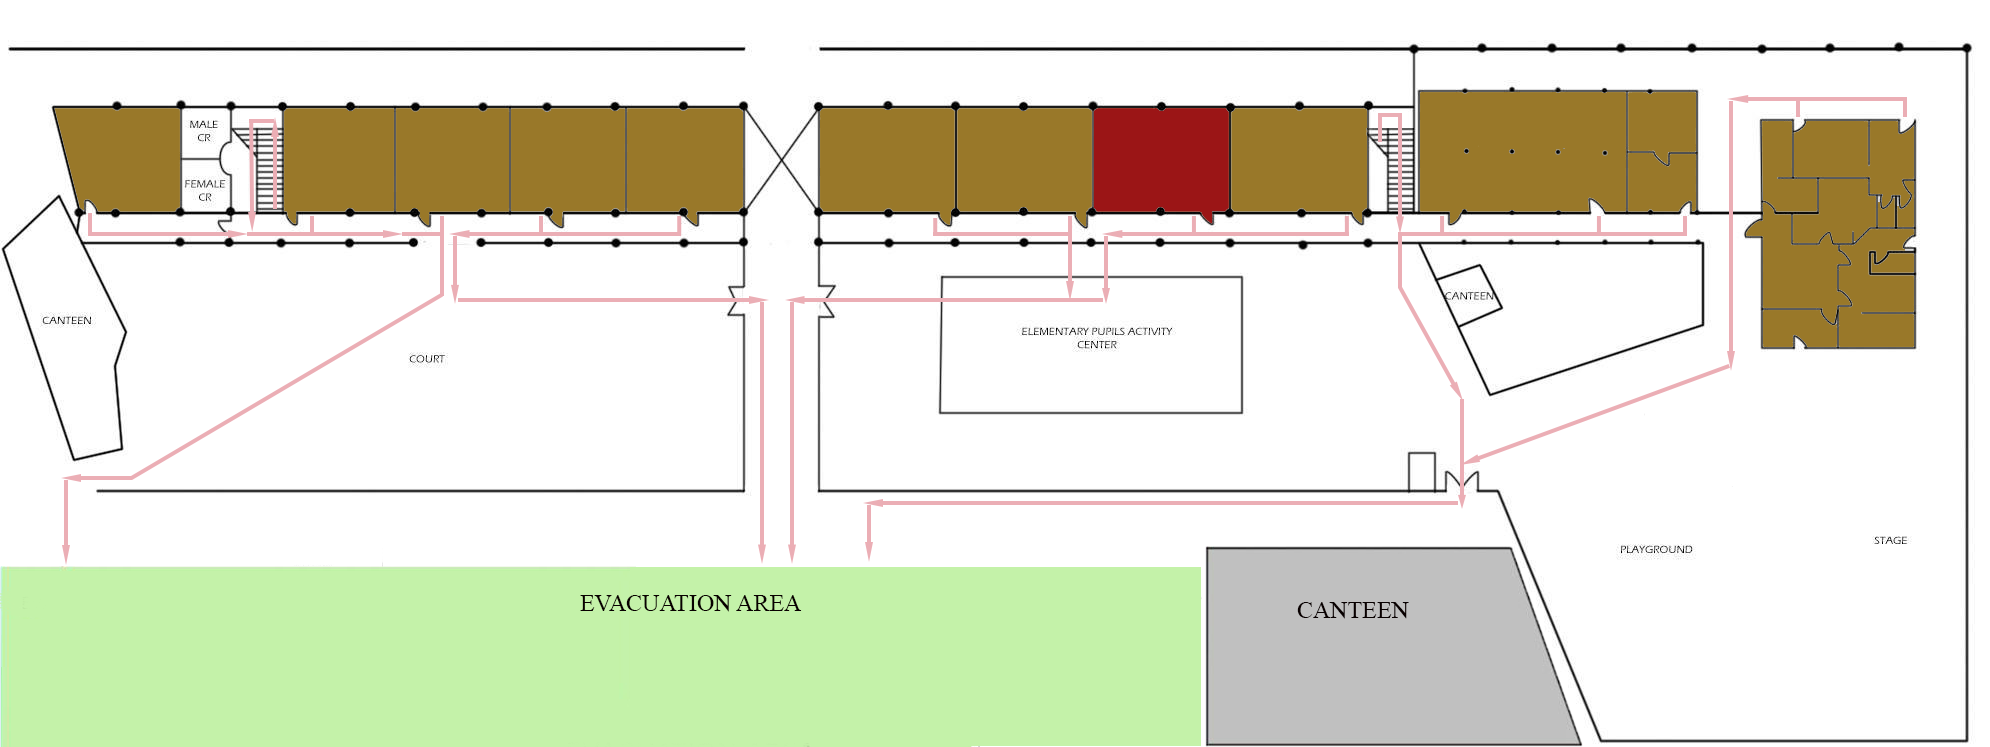 MALE
CR
FEMALE
CR
CANTEEN
COURT
ELEMENTARY PUPILS ACTIVITY
CENTER
CANTEEN
PLAYGROUND
STAGE
EVACUATION AREA
CANTEEN